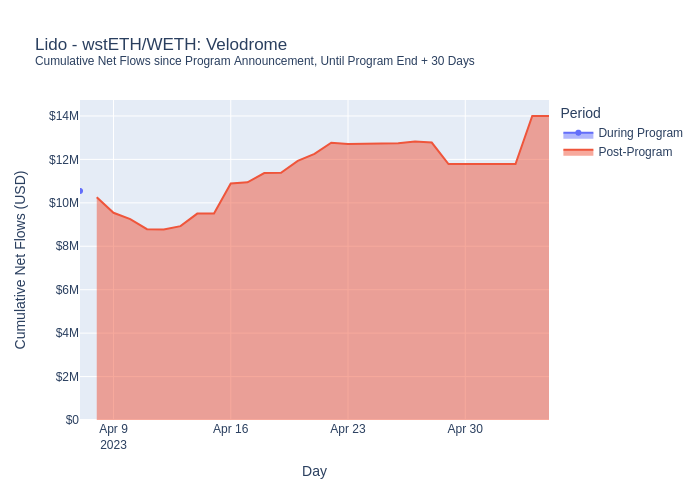 Lido - wstETH/WETH: Velodrome
Cumulative Net Flows since Program Announcement, Until Program End + 30 Days
Period
During Program
Post-Program
Cumulative Net Flows (USD)
$14M
$12M
$10M
$8M
$6M
$4M
$2M
$0
Apr 9
2023
Apr 16
Apr 23
Apr 30
Day